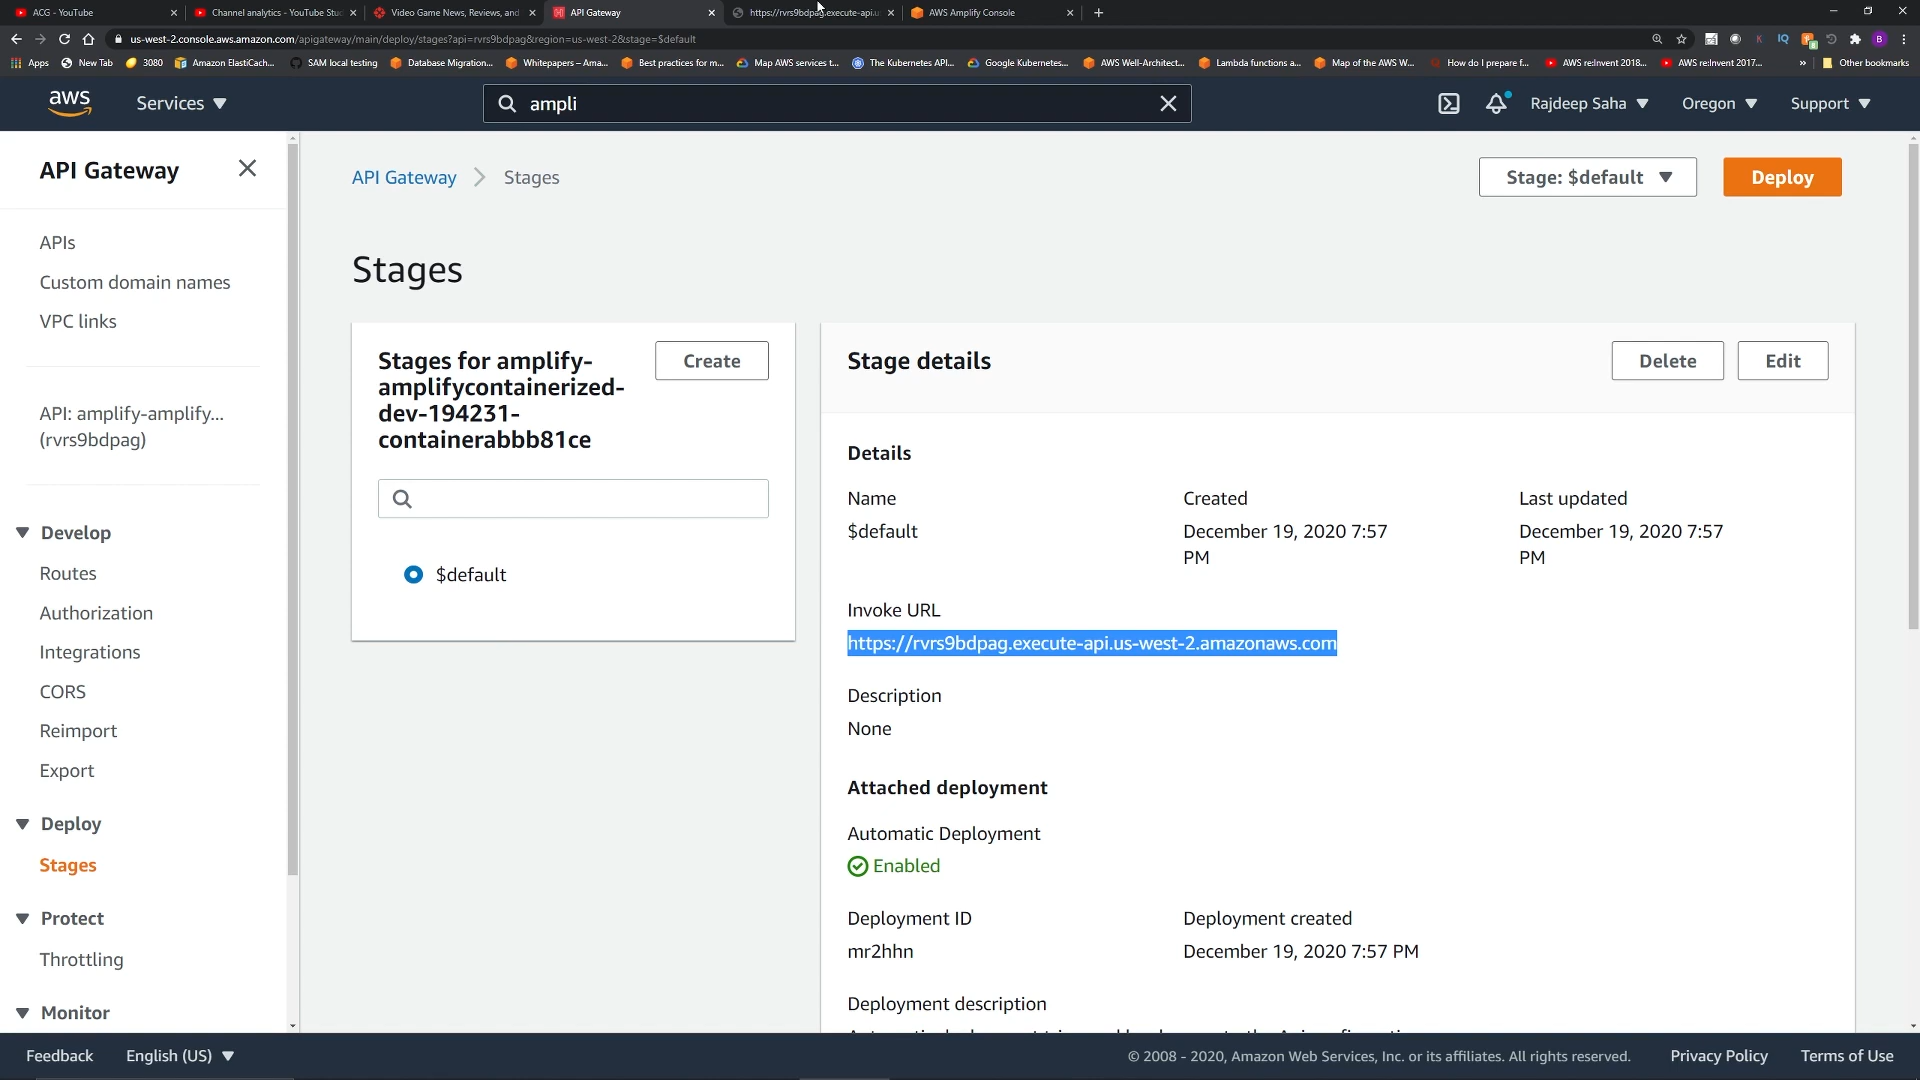 ACG - YouTube
Channel analytics - YouTube Stu
Video Game News, Reviews, and
API Gateway
https://rvrs9bdpag.execute-api.us
AWS Amplify Console
us-west-2.console.aws.amazon.com/apigateway/main/deploy/stages?api=rvrs9bdpag&region=us-west-2&stage=$default
Apps
New Tab
3080
Amazon ElastiCach...
SAM local testing
Database Migration...
Whitepapers – Ama...
Best practices for m...
Map AWS services t...
The Kubernetes API...
Google Kubernetes...
AWS Well-Architect...
Lambda functions a...
Map of the AWS W...
How do I prepare f...
AWS re:Invent 2018...
AWS re:Invent 2017...
»
Other bookmarks
aws
Services
ampli
Rajdeep Saha
Oregon
Support
API Gateway
APIs
Custom domain names
VPC links
API: amplify-amplify...
(rvrs9bdpag)
Develop
Routes
Authorization
Integrations
CORS
Reimport
Export
Deploy
Stages
Protect
Throttling
Monitor
API Gateway > Stages
Stage: $default
Deploy
Stages
Stages for amplify-
amplifycontainerized-
dev-194231-
containerabbb81ce
Create
$default
Stage details
Delete
Edit
Details
Name
$default
Created
December 19, 2020 7:57
PM
Last updated
December 19, 2020 7:57
PM
Invoke URL
https://rvrs9bdpag.execute-api.us-west-2.amazonaws.com
Description
None
Attached deployment
Automatic Deployment
Enabled
Deployment ID
mr2hhn
Deployment created
December 19, 2020 7:57 PM
Deployment description
Feedback
English (US)
© 2008 - 2020, Amazon Web Services, Inc. or its affiliates. All rights reserved.
Privacy Policy
Terms of Use